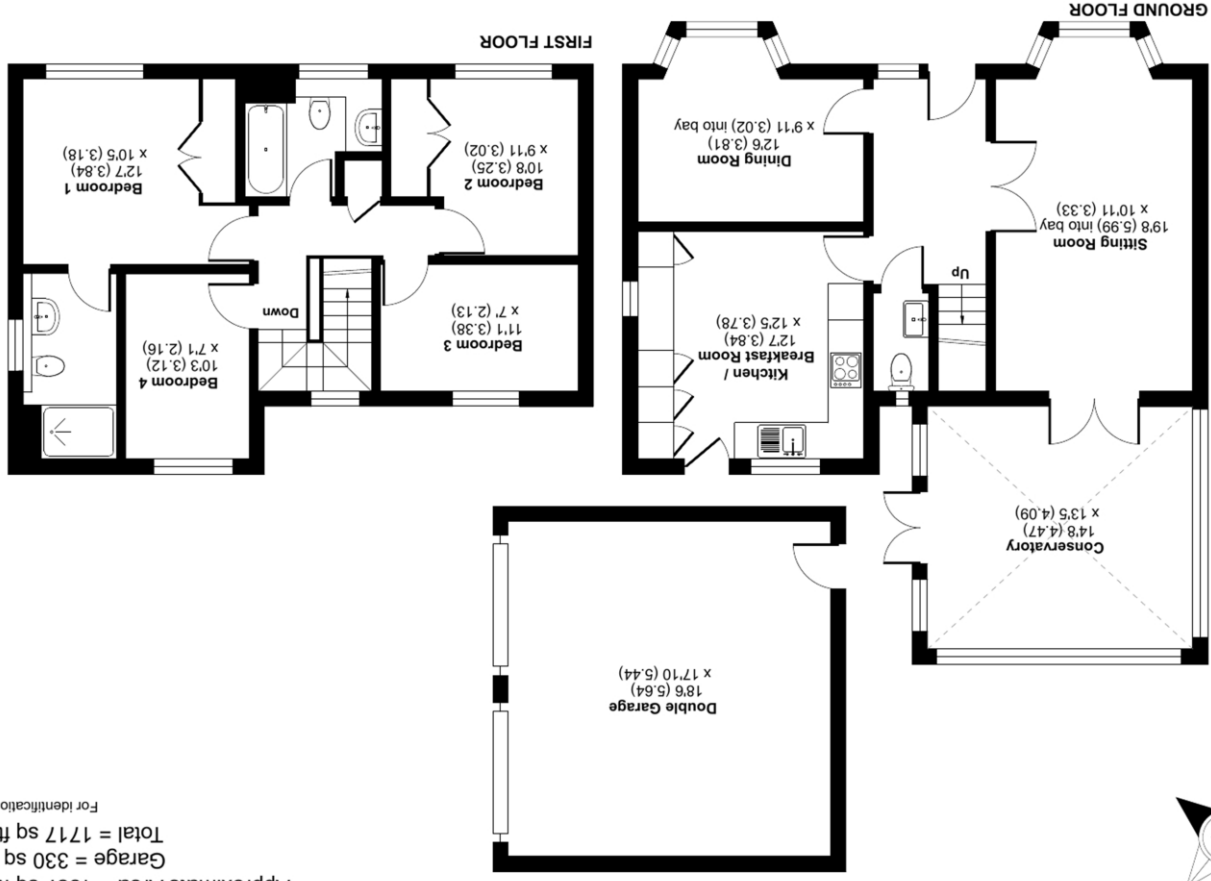 Approximate Area =
Garage = 330 sq
Total = 1717 sq ft
For identificatio
Double Garage
18'6 (5.64)
x 17'10 (5.44)
Conservatory
14'8 (4.47)
x 13'5 (4.09)
Kitchen /
Breakfast Room
12'7 (3.84)
x 12'5 (3.78)
Up
Sitting Room
19'8 (5.99) into bay
x 10'11 (3.33)
Dining Room
12'6 (3.81)
x 9'11 (3.02) into bay
GROUND FLOOR
Bedroom 3
11'1 (3.38)
x 7' (2.13)
Down
Bedroom 4
10'3 (3.12)
x 7'1 (2.16)
Bedroom 2
10'8 (3.25)
x 9'11 (3.02)
Bedroom 1
12'7 (3.84)
x 10'5 (3.18)
FIRST FLOOR